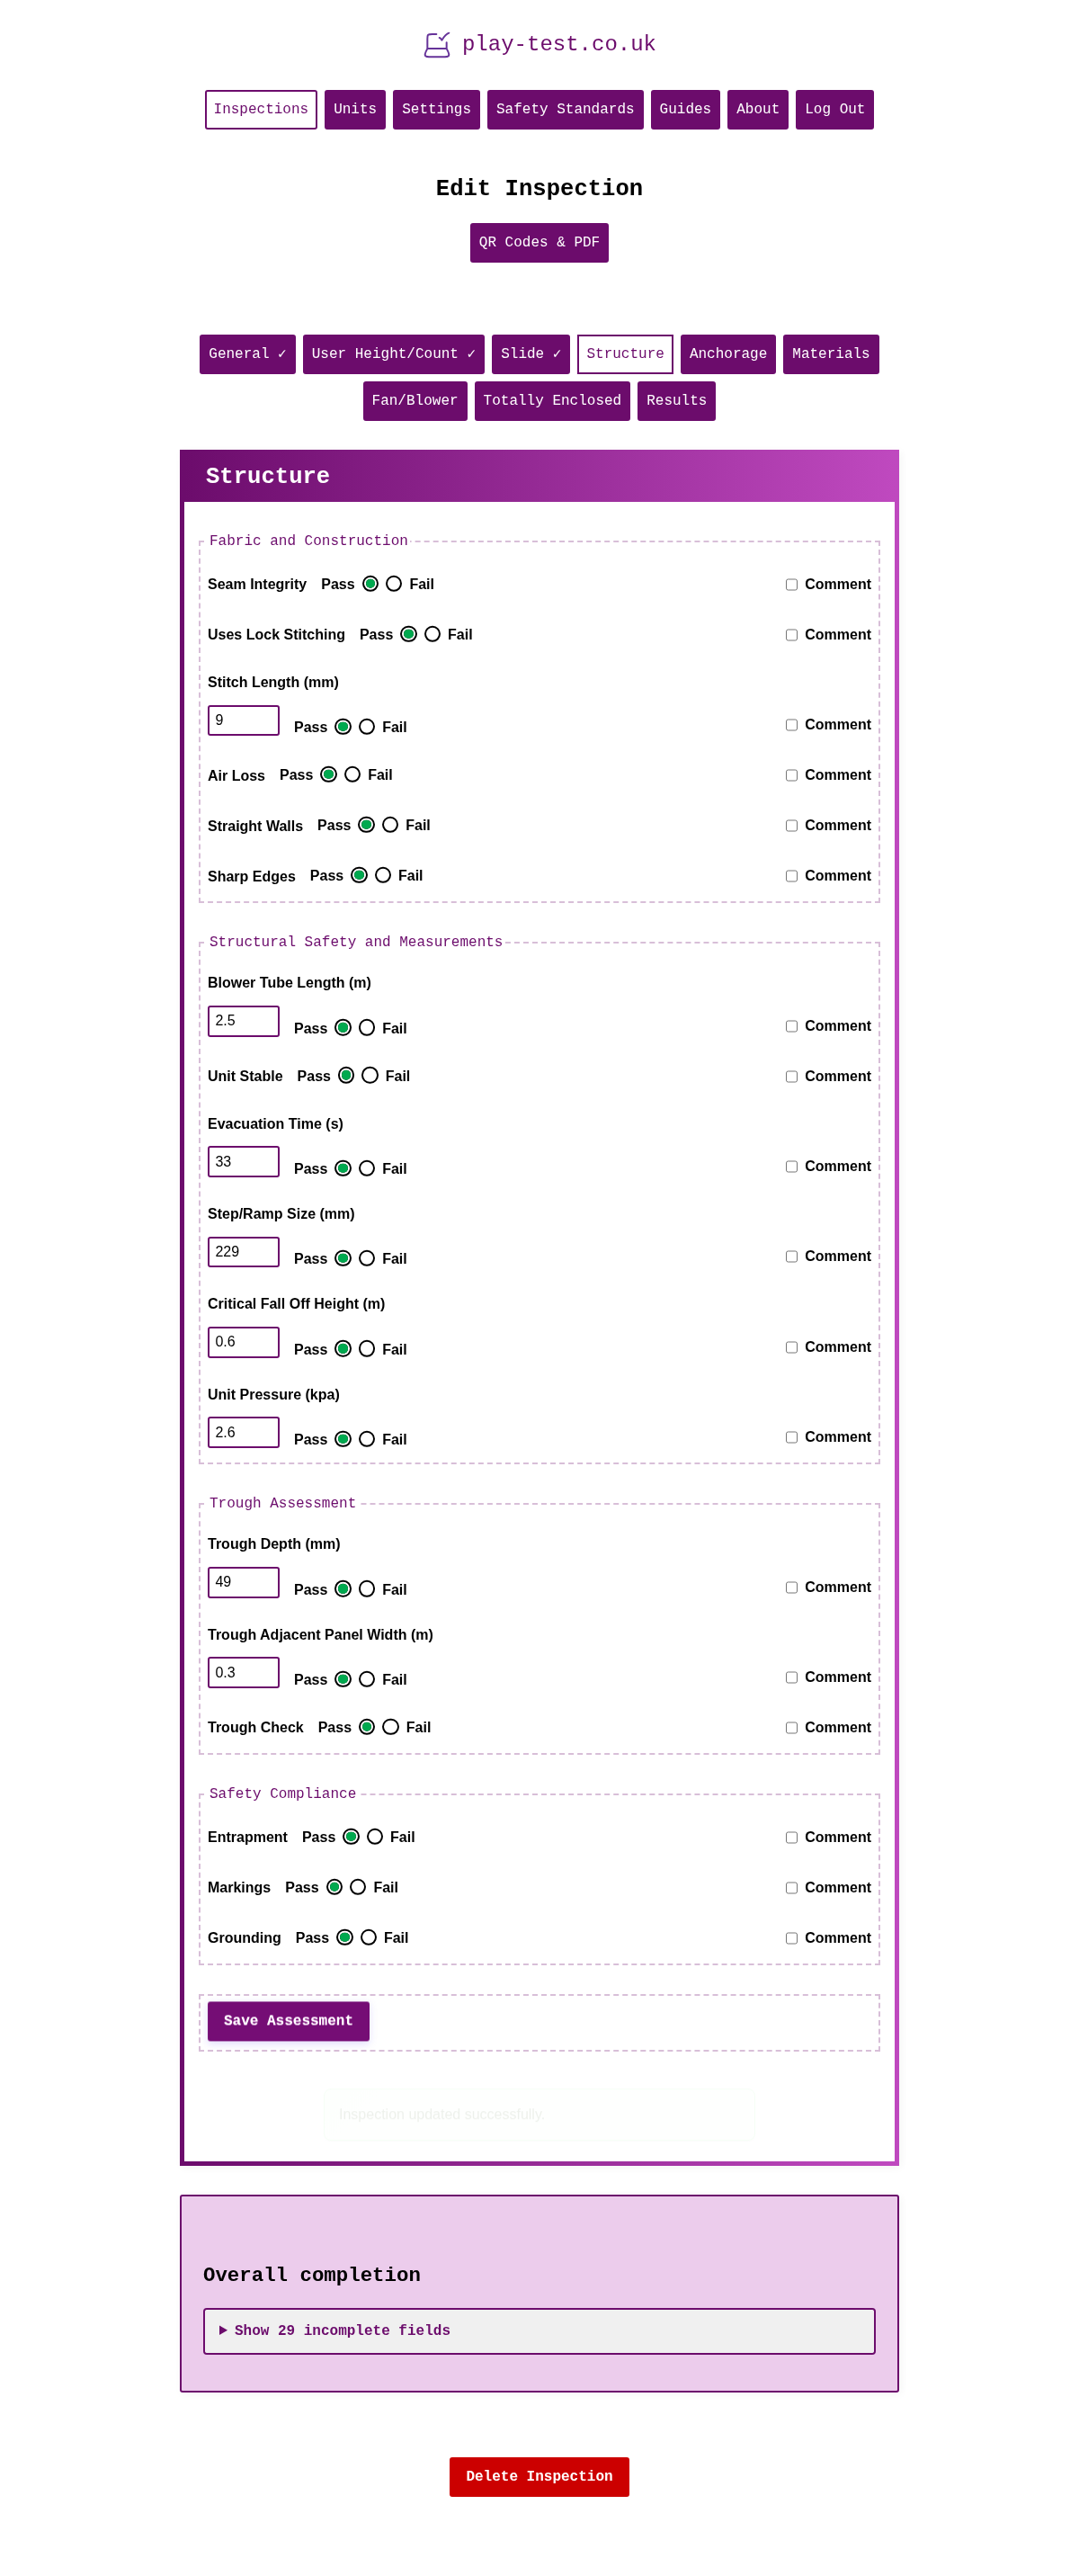 play-test.co.uk
Inspections Units Settings Safety Standards Guides About Log Out
Edit Inspection
QR Codes & PDF
General ✓ User Height/Count ✓ Slide ✓ Structure Anchorage Materials
Fan/Blower Totally Enclosed Results
Structure
Fabric and Construction
Seam Integrity Pass Fail Comment
Uses Lock Stitching Pass Fail Comment
Stitch Length (mm)
9 Pass Fail Comment
Air Loss Pass Fail Comment
Straight Walls Pass Fail Comment
Sharp Edges Pass Fail Comment
Structural Safety and Measurements
Blower Tube Length (m)
2.5 Pass Fail Comment
Unit Stable Pass Fail Comment
Evacuation Time (s)
33 Pass Fail Comment
Step/Ramp Size (mm)
229 Pass Fail Comment
Critical Fall Off Height (m)
0.6 Pass Fail Comment
Unit Pressure (kpa)
2.6 Pass Fail Comment
Trough Assessment
Trough Depth (mm)
49 Pass Fail Comment
Trough Adjacent Panel Width (m)
0.3 Pass Fail Comment
Trough Check Pass Fail Comment
Safety Compliance
Entrapment Pass Fail Comment
Markings Pass Fail Comment
Grounding Pass Fail Comment
Save Assessment
Inspection updated successfully.
Overall completion
Show 29 incomplete fields
Delete Inspection